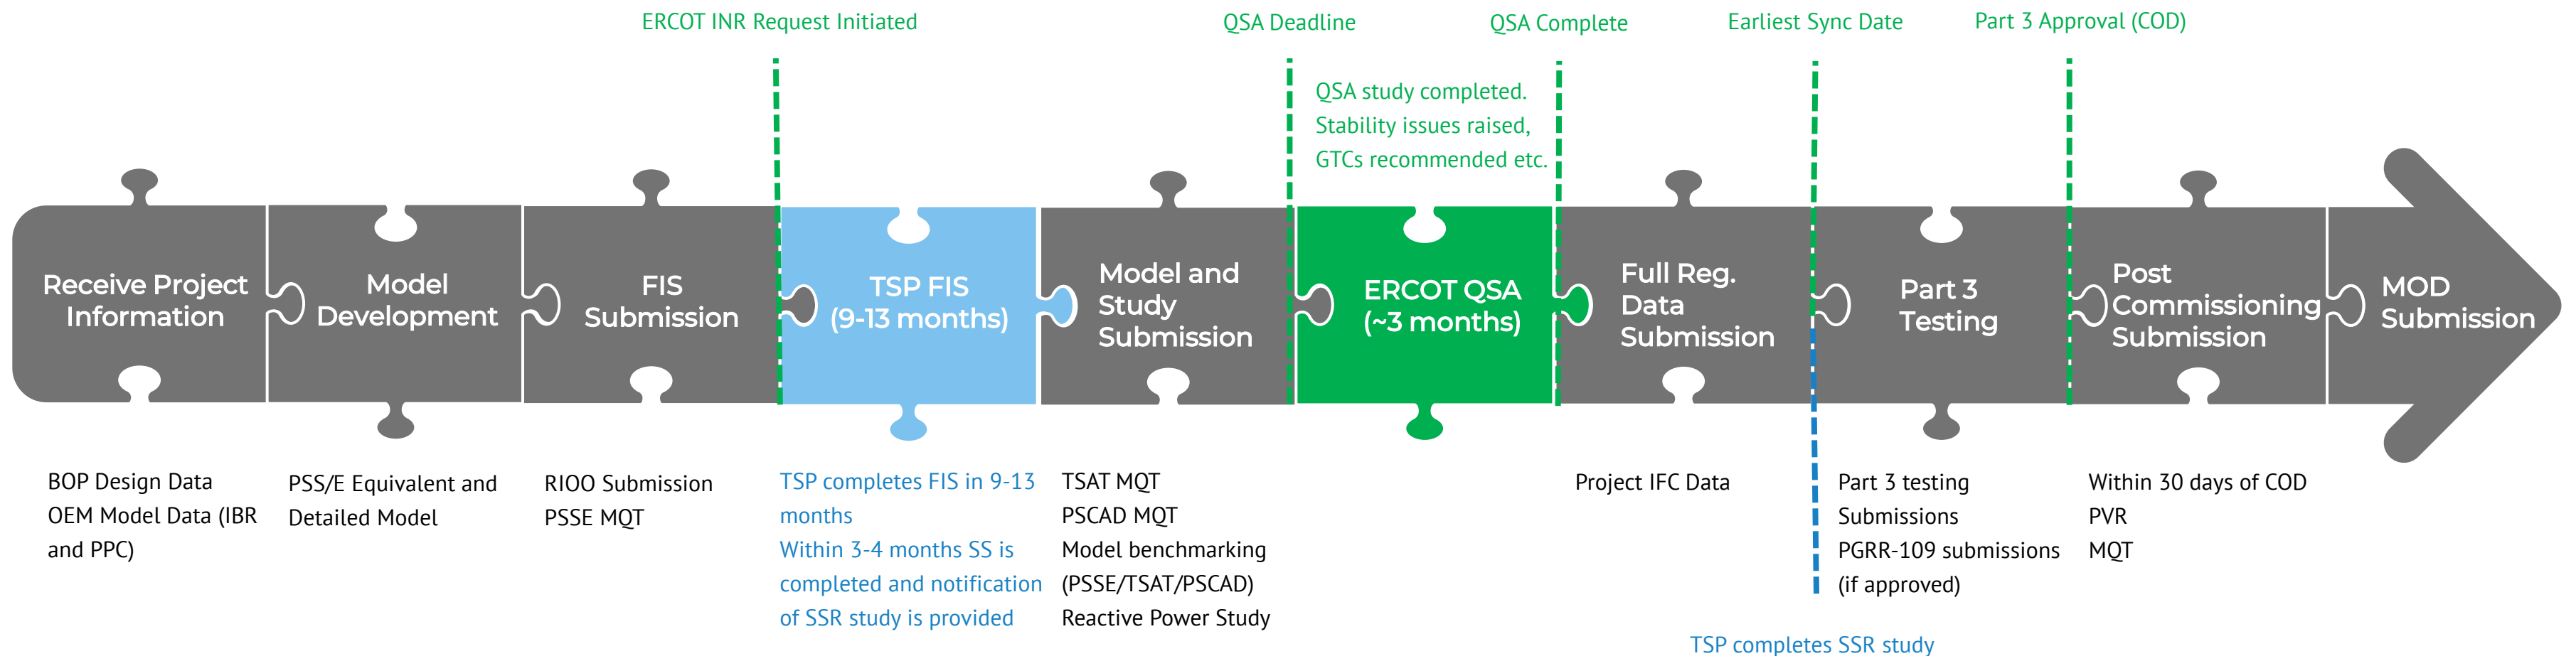 ERCOT INR Request Initiated
QSA Deadline
QSA Complete
Earliest Sync Date
Part 3 Approval (COD)
QSA study completed.
Stability issues raised,
GTCs recommended etc.
Receive Project
Information
Model
Development
FIS
Submission
TSP FIS
(9-13 months)
Model and
Study
Submission
ERCOT QSA
(~3 months)
Full Reg.
Data
Submission
Part 3
Testing
Post
Commissioning
Submission
MOD
Submission
BOP Design Data
OEM Model Data (IBR
and PPC)
PSS/E Equivalent and
Detailed Model
RIOO Submission
PSSE MQT
TSP completes FIS in 9-13
months
Within 3-4 months SS is
completed and notification
of SSR study is provided
TSAT MQT
PSCAD MQT
Model benchmarking
(PSSE/TSAT/PSCAD)
Reactive Power Study
Project IFC Data
Part 3 testing
Submissions
PGRR-109 submissions
(if approved)
Within 30 days of COD
PVR
MQT
TSP completes SSR study